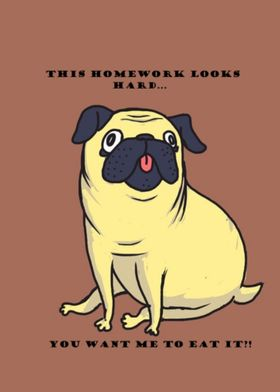 THIS HOMEWORK LOOKS
HARD...
YOU WANT ME TO EAT IT?!